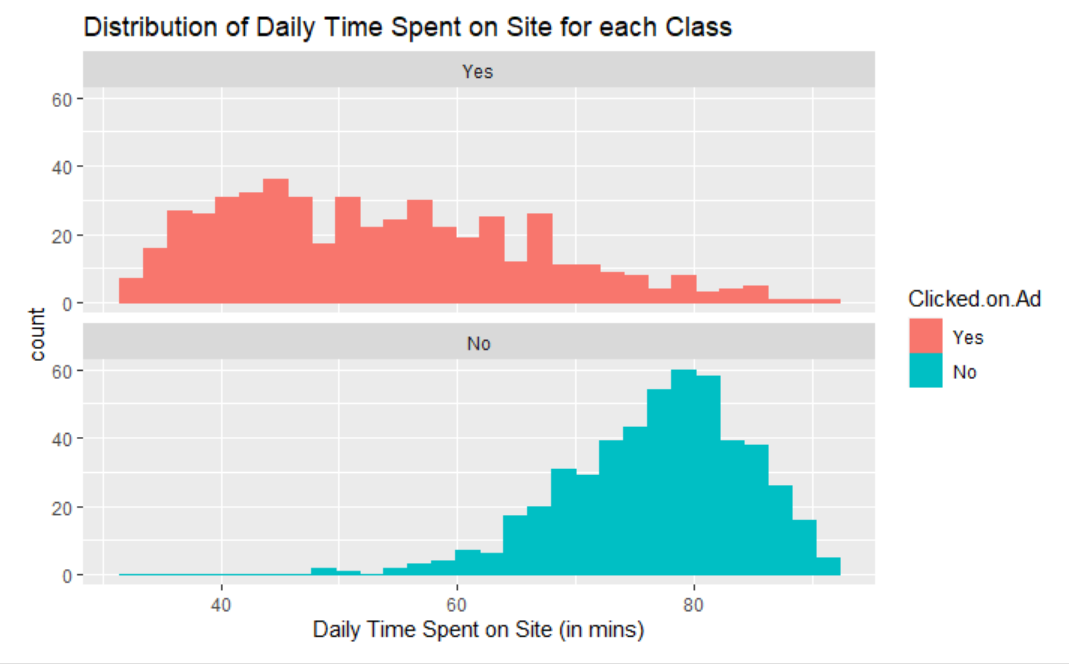 Distribution of Daily Time Spent on Site for each Class
Yes
60
40
20
0
count
No
60
40
20
0
40 60 80
Daily Time Spent on Site (in mins)
Clicked.on.Ad
Yes
No